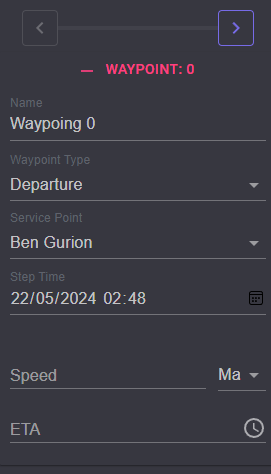 — WAYPOINT: 0
Name
Waypoing 0
Waypoint Type
Departure
Service Point
Ben Gurion
Step Time
22/05/2024 02:48
Speed
Ma
ETA